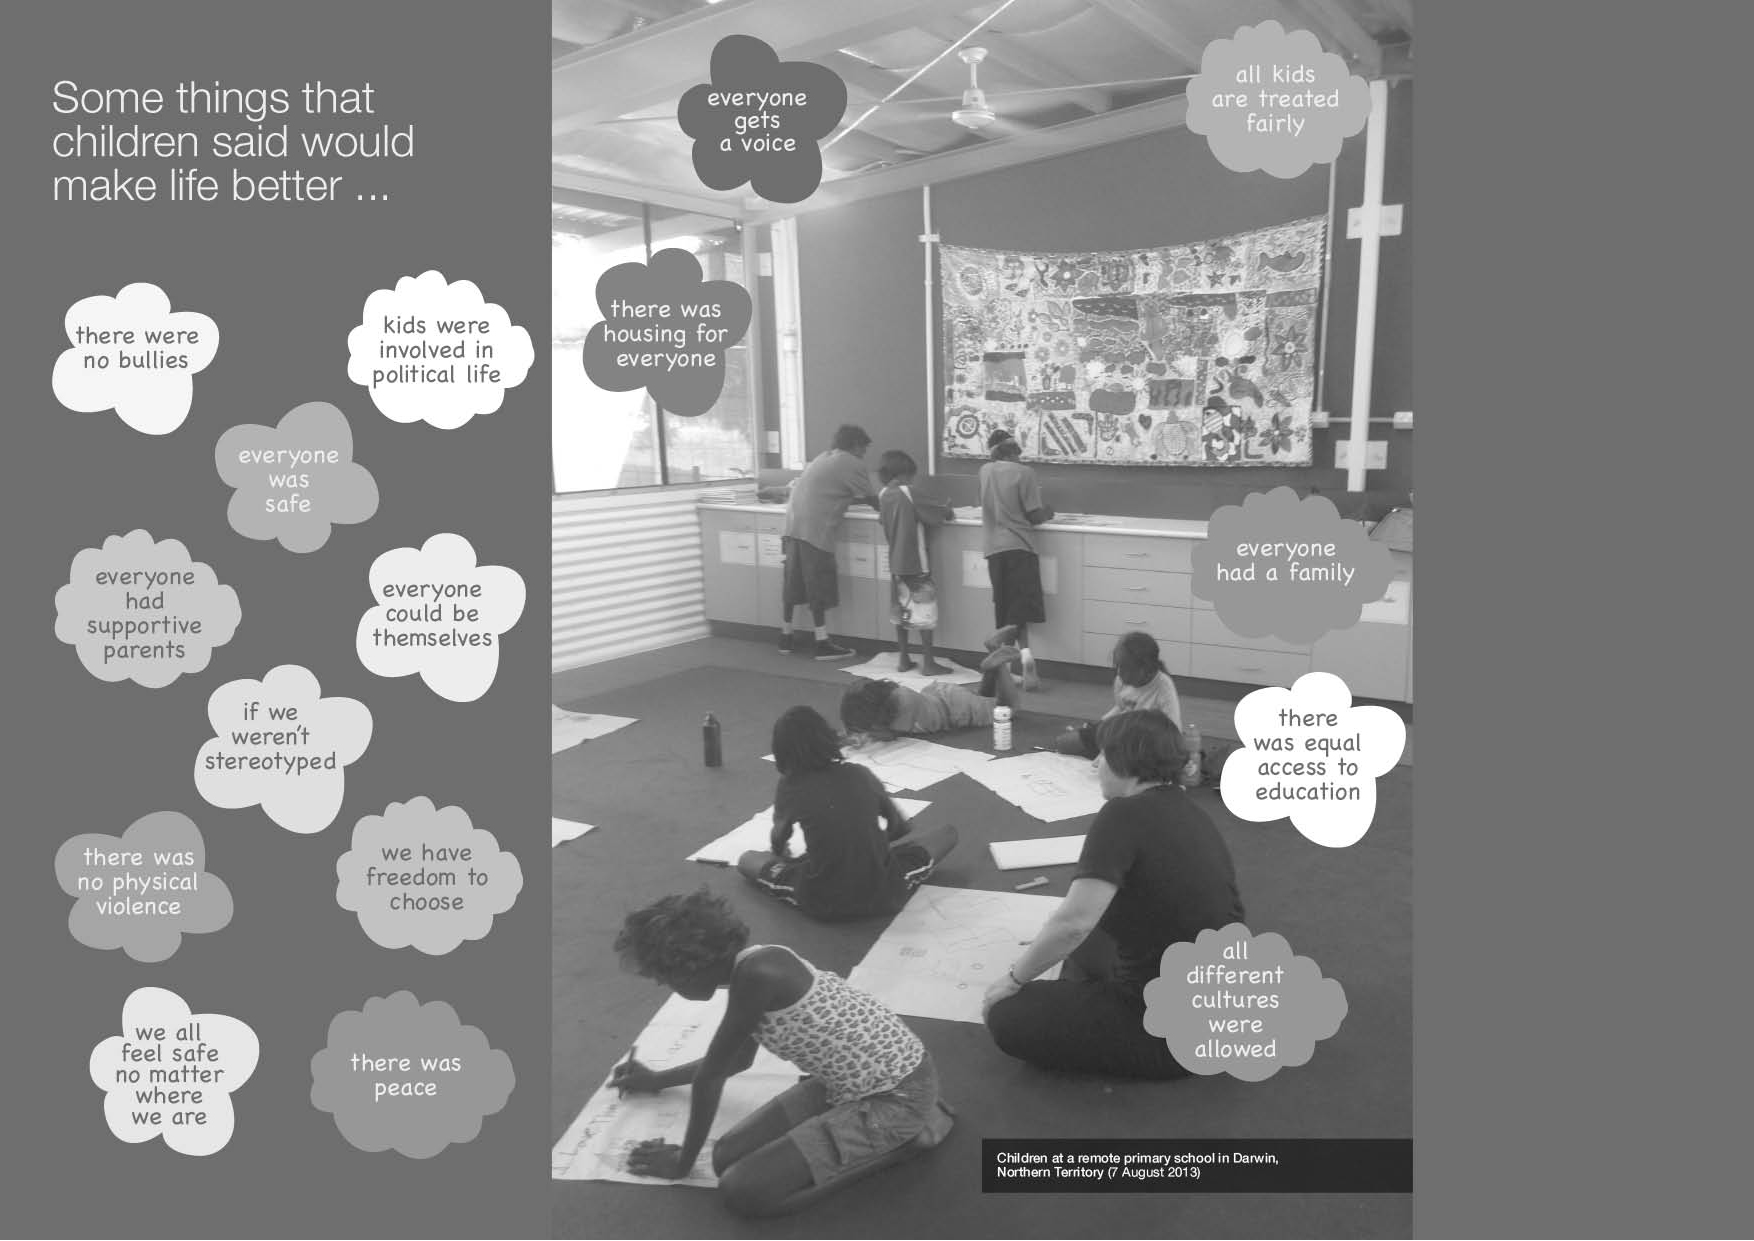 Some things that
children said would
make life better ...
there were
no bullies
kids were
involved in
political life
everyone
was
safe
everyone
had
supportive
parents
everyone
could be
themselves
if we
weren't
stereotyped
there was
no physical
violence
we have
freedom to
choose
we all
feel safe
no matter
where
we are
there was
peace
everyone
gets
a voice
all kids
are treated
fairly
there was
housing for
everyone
everyone
had a family
there
was equal
access to
education
all
different
cultures
were
allowed
Children at a remote primary school in Darwin,
Northern Territory (7 August 2013)